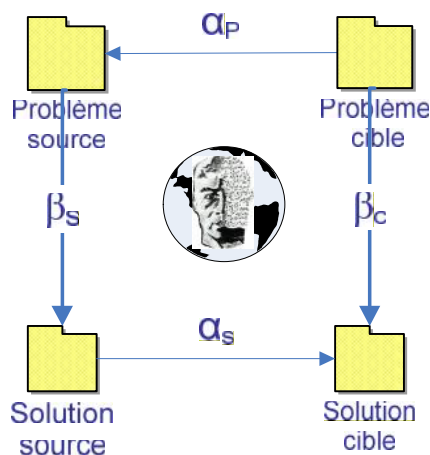 αP
Problème
source
Problème
cible
βS
βC
αS
Solution
source
Solution
cible